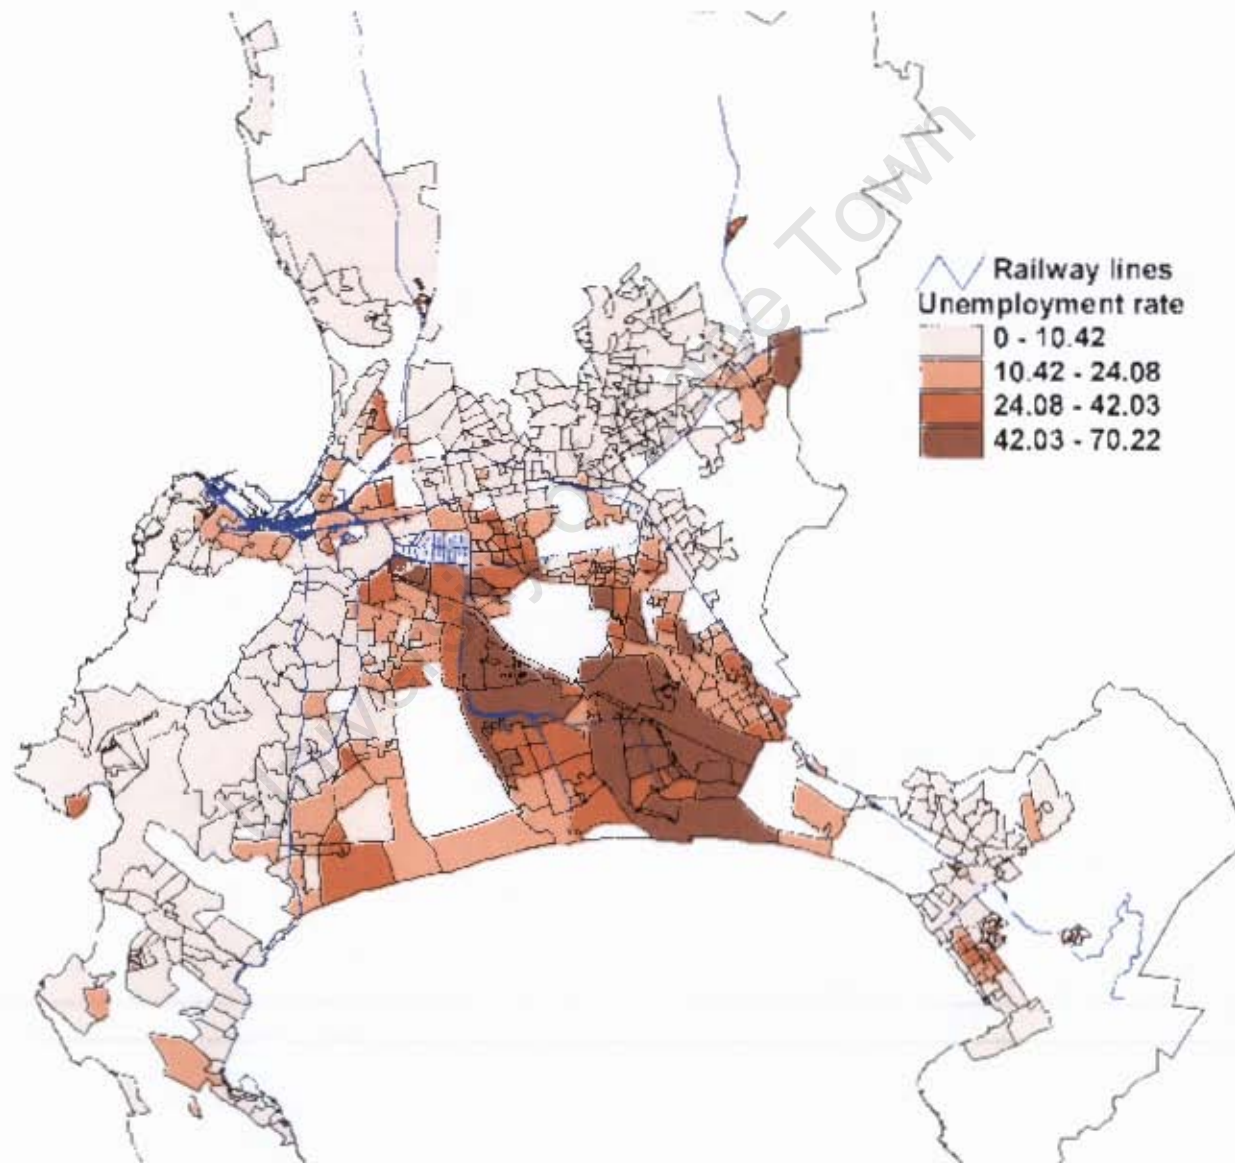 Railway lines
Unemployment rate
0 - 10.42
10.42 - 24.08
24.08 - 42.03
42.03 - 70.22
Town